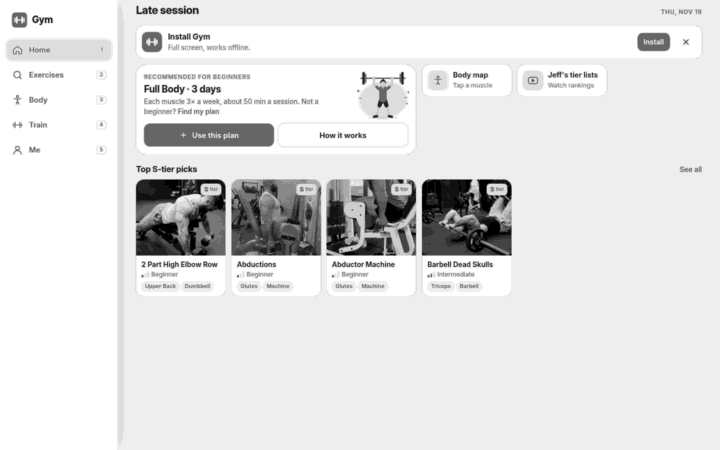 Gym
Home 1
Exercises 2
Body 3
Train 4
Me 5
Late session
THU, NOV 19
Install Gym
Full screen, works offline.
Install
RECOMMENDED FOR BEGINNERS
Full Body · 3 days
Each muscle 3× a week, about 50 min a session. Not a
beginner? Find my plan
+ Use this plan
How it works
Body map
Tap a muscle
Jeff's tier lists
Watch rankings
Top S-tier picks
See all
S tier
2 Part High Elbow Row
Beginner
Upper Back Dumbbell
S tier
Abductions
Beginner
Glutes Machine
S tier
Abductor Machine
Beginner
Glutes Machine
S tier
Barbell Dead Skulls
Intermediate
Triceps Barbell